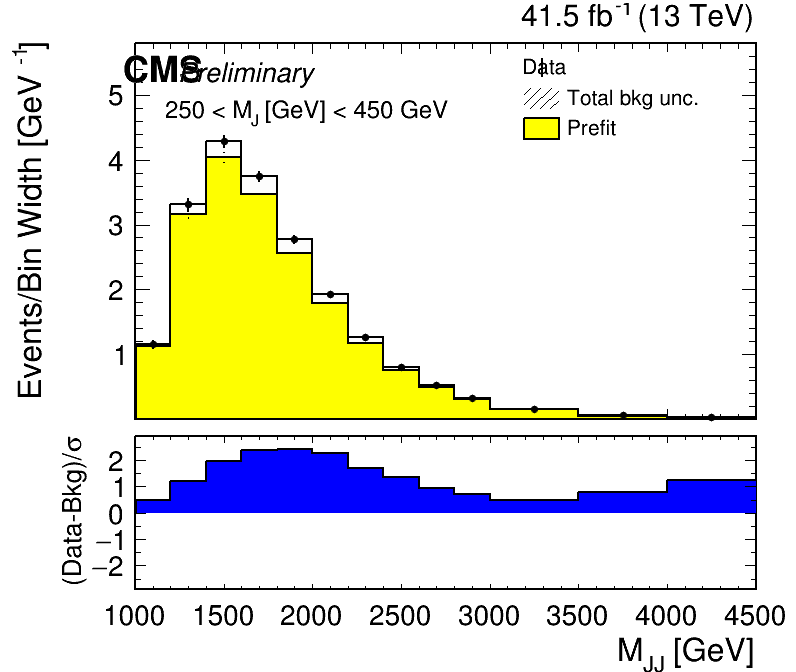 41.5 fb⁻¹ (13 TeV)
CMS Preliminary
250 < M_J [GeV] < 450 GeV
Data
Total bkg unc.
Prefit
Events/Bin Width [GeV⁻¹]
5
4
3
2
1
(Data-Bkg)/σ
2
1
0
−1
−2
1000 1500 2000 2500 3000 3500 4000 4500
M_JJ [GeV]